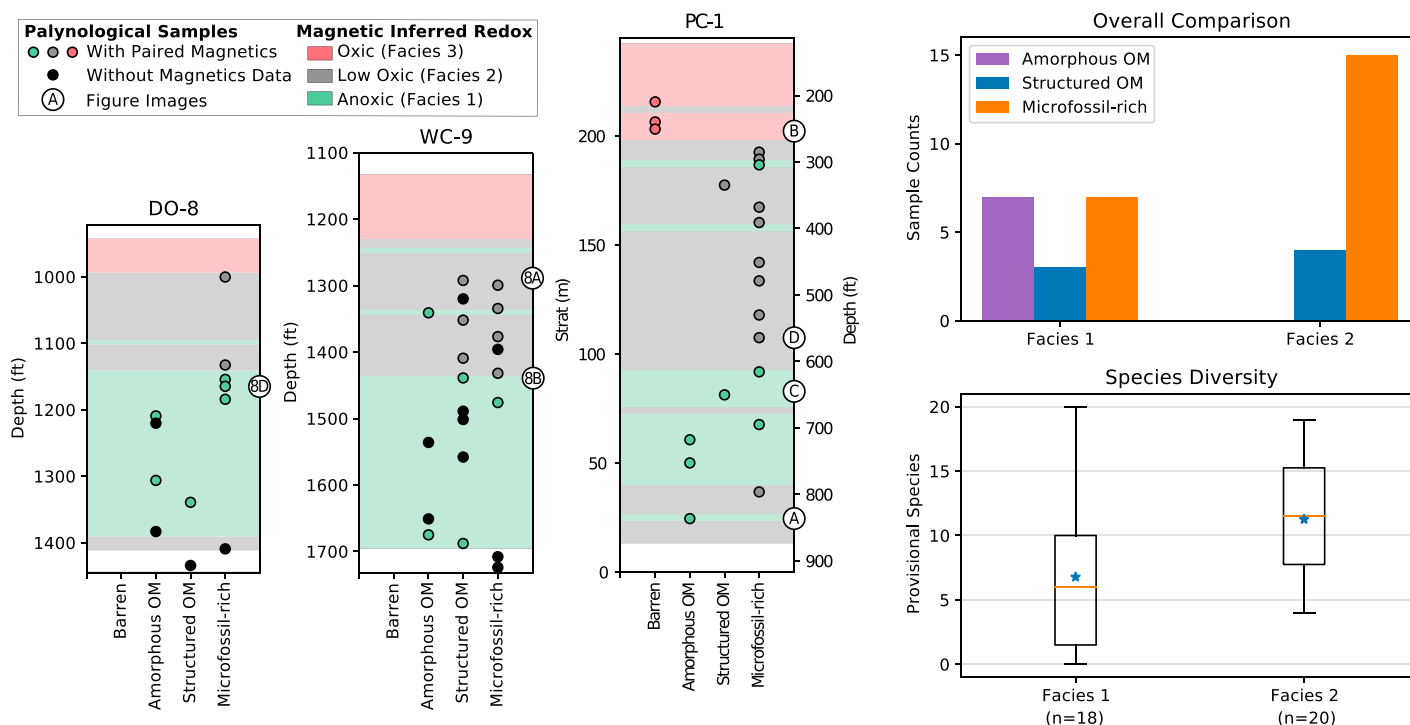 Palynological Samples
With Paired Magnetics
Without Magnetics Data
A Figure Images
Magnetic Inferred Redox
Oxic (Facies 3)
Low Oxic (Facies 2)
Anoxic (Facies 1)
DO-8
Depth (ft)
1000
1100
1200
1300
1400
8D
Barren
Amorphous OM
Structured OM
Microfossil-rich
WC-9
Depth (ft)
1100
1200
1300
1400
1500
1600
1700
8A
8B
Barren
Amorphous OM
Structured OM
Microfossil-rich
PC-1
Strat (m)
200
150
100
50
0
B
D
C
A
200
300
400
500
600
700
800
900
Depth (ft)
Barren
Amorphous OM
Structured OM
Microfossil-rich
Overall Comparison
Sample Counts
15
10
5
0
Amorphous OM
Structured OM
Microfossil-rich
Facies 1
Facies 2
Species Diversity
Provisional Species
20
15
10
5
0
Facies 1
(n=18)
Facies 2
(n=20)